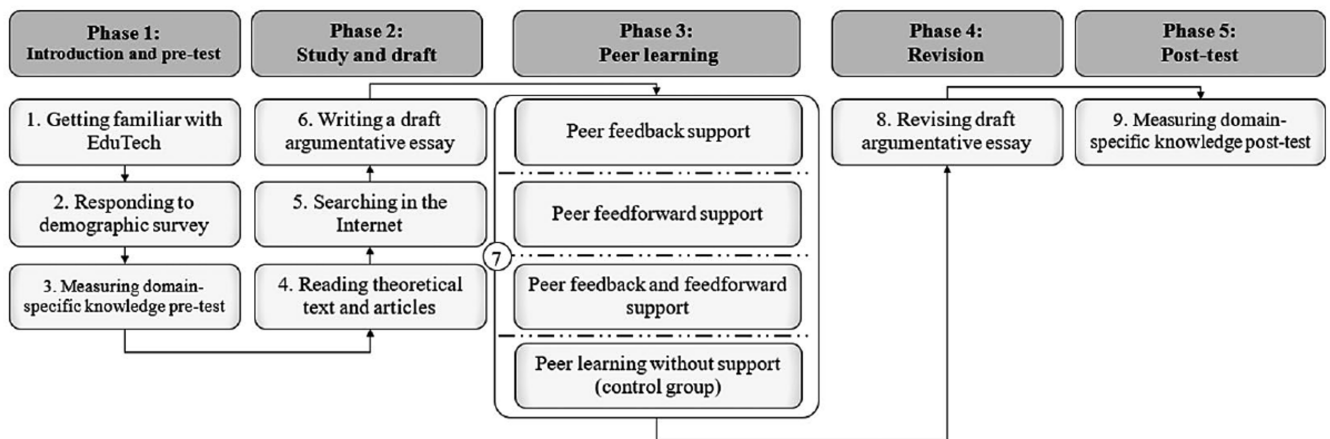 Phase 1:
Introduction and pre-test
Phase 2:
Study and draft
Phase 3:
Peer learning
Phase 4:
Revision
Phase 5:
Post-test
1. Getting familiar with
EduTech
2. Responding to
demographic survey
3. Measuring domain-
specific knowledge pre-test
6. Writing a draft
argumentative essay
5. Searching in the
Internet
4. Reading theoretical
text and articles
7
Peer feedback support
Peer feedforward support
Peer feedback and feedforward
support
Peer learning without support
(control group)
8. Revising draft
argumentative essay
9. Measuring domain-
specific knowledge post-test